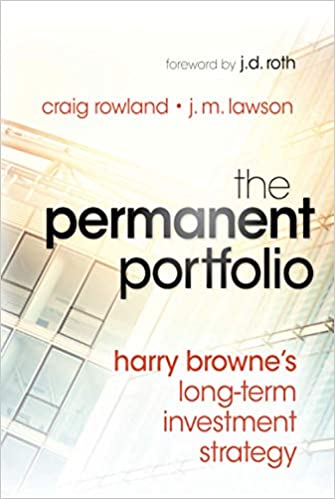 foreword by j.d. roth
craig rowland • j. m. lawson
the
permanent
portfolio
harry browne's
long-term
investment
strategy